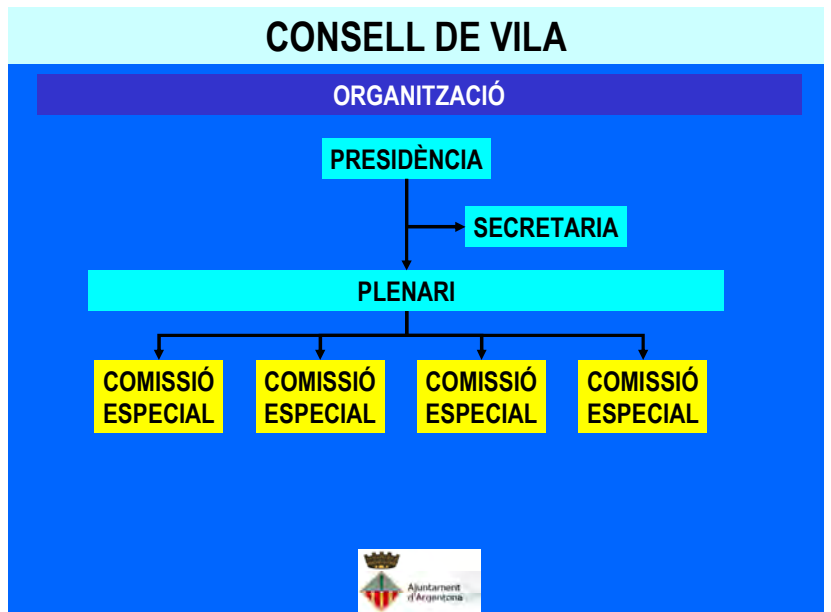 CONSELL DE VILA
ORGANITZACIÓ
PRESIDÈNCIA
SECRETARIA
PLENARI
COMISSIÓ
ESPECIAL
COMISSIÓ
ESPECIAL
COMISSIÓ
ESPECIAL
COMISSIÓ
ESPECIAL
Ajuntament
d'Argentona